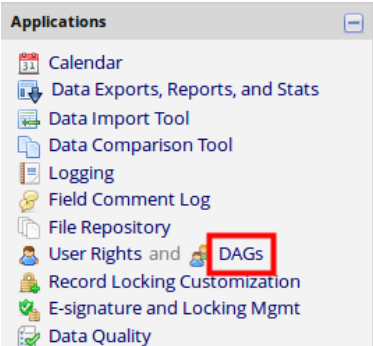 Applications
31 Calendar
Data Exports, Reports, and Stats
Data Import Tool
Data Comparison Tool
Logging
Field Comment Log
File Repository
User Rights and DAGs
Record Locking Customization
E-signature and Locking Mgmt
Data Quality